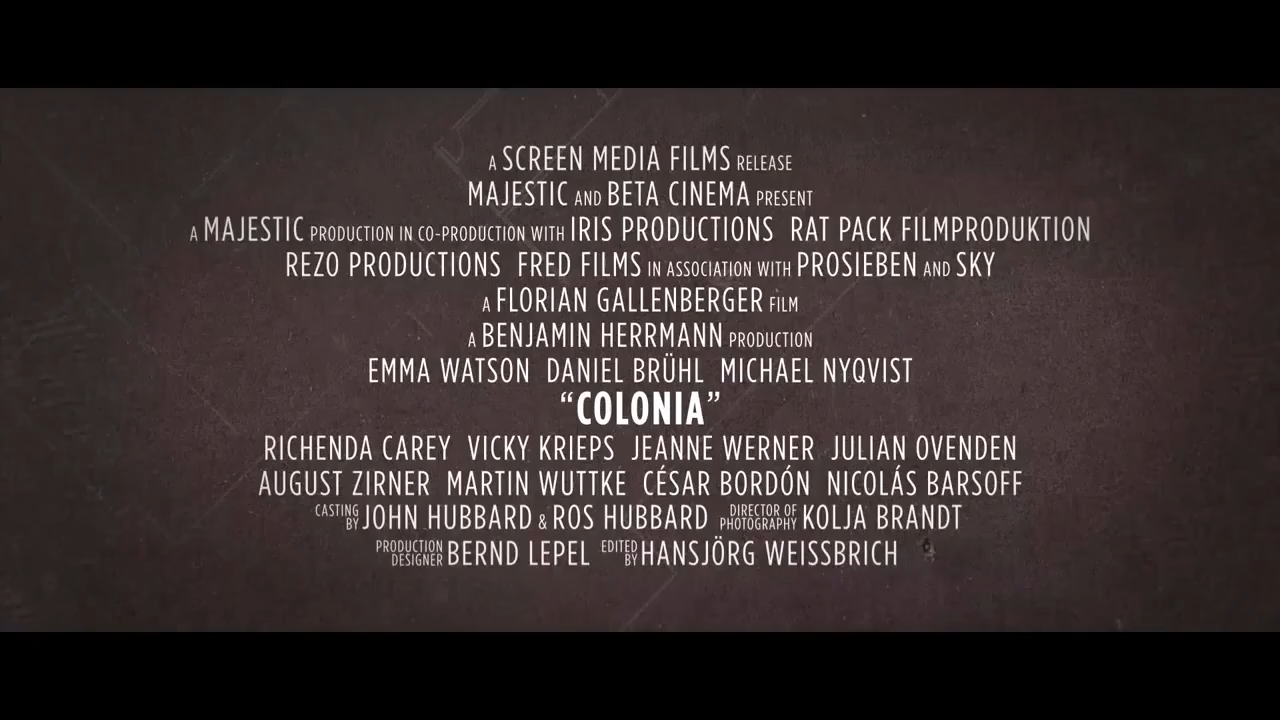 A SCREEN MEDIA FILMS RELEASE
MAJESTIC AND BETA CINEMA PRESENT
A MAJESTIC PRODUCTION IN CO-PRODUCTION WITH IRIS PRODUCTIONS RAT PACK FILMPRODUKTION
REZO PRODUCTIONS FRED FILMS IN ASSOCIATION WITH PROSIEBEN AND SKY
A FLORIAN GALLENBERGER FILM
A BENJAMIN HERRMANN PRODUCTION
EMMA WATSON DANIEL BRÜHL MICHAEL NYQVIST
“COLONIA”
RICHENDA CAREY VICKY KRIEPS JEANNE WERNER JULIAN OVENDEN
AUGUST ZIRNER MARTIN WUTTKE CÉSAR BORDÓN NICOLÁS BARSOFF
CASTING BY JOHN HUBBARD & ROS HUBBARD DIRECTOR OF PHOTOGRAPHY KOLJA BRANDT
PRODUCTION DESIGNER BERND LEPEL EDITED BY HANSJÖRG WEISSBRICH